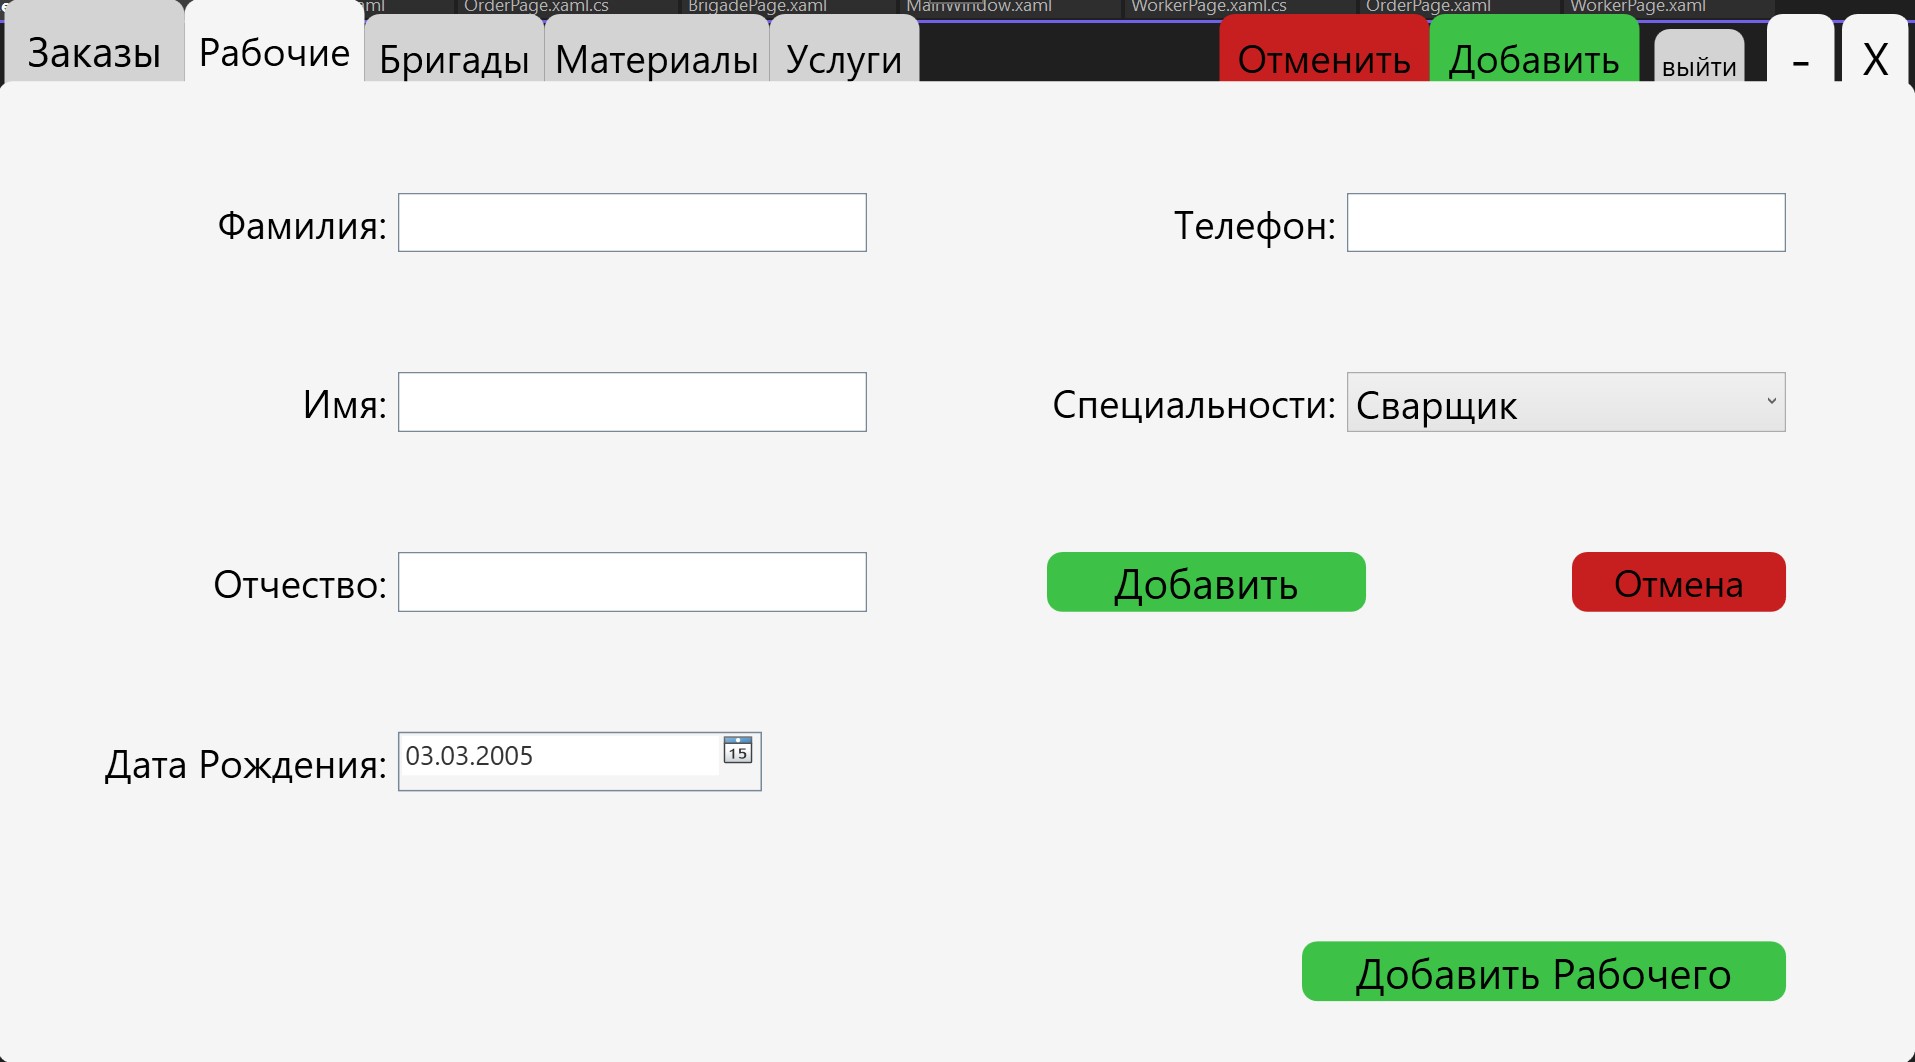 OrderPage.xaml.cs BrigadePage.xaml MainWindow.xaml WorkerPage.xaml.cs OrderPage.xaml WorkerPage.xaml
Заказы Рабочие Бригады Материалы Услуги Отменить Добавить выйти - X
Фамилия: Телефон:
Имя: Специальности: Сварщик
Отчество: Добавить Отмена
Дата Рождения: 03.03.2005 15
Добавить Рабочего